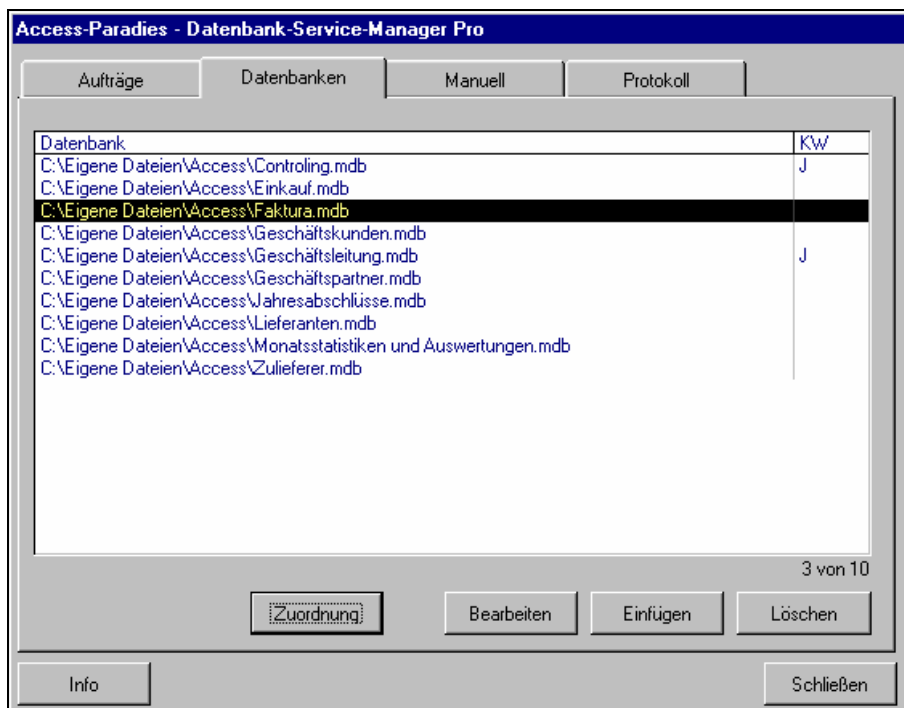 Access-Paradies - Datenbank-Service-Manager Pro
Aufträge Datenbanken Manuell Protokoll
Datenbank KW
C:\Eigene Dateien\Access\Controling.mdb J
C:\Eigene Dateien\Access\Einkauf.mdb
C:\Eigene Dateien\Access\Faktura.mdb
C:\Eigene Dateien\Access\Geschäftskunden.mdb
C:\Eigene Dateien\Access\Geschäftsleitung.mdb J
C:\Eigene Dateien\Access\Geschäftspartner.mdb
C:\Eigene Dateien\Access\Jahresabschlüsse.mdb
C:\Eigene Dateien\Access\Lieferanten.mdb
C:\Eigene Dateien\Access\Monatsstatistiken und Auswertungen.mdb
C:\Eigene Dateien\Access\Zulieferer.mdb
3 von 10
Zuordnung Bearbeiten Einfügen Löschen
Info Schließen